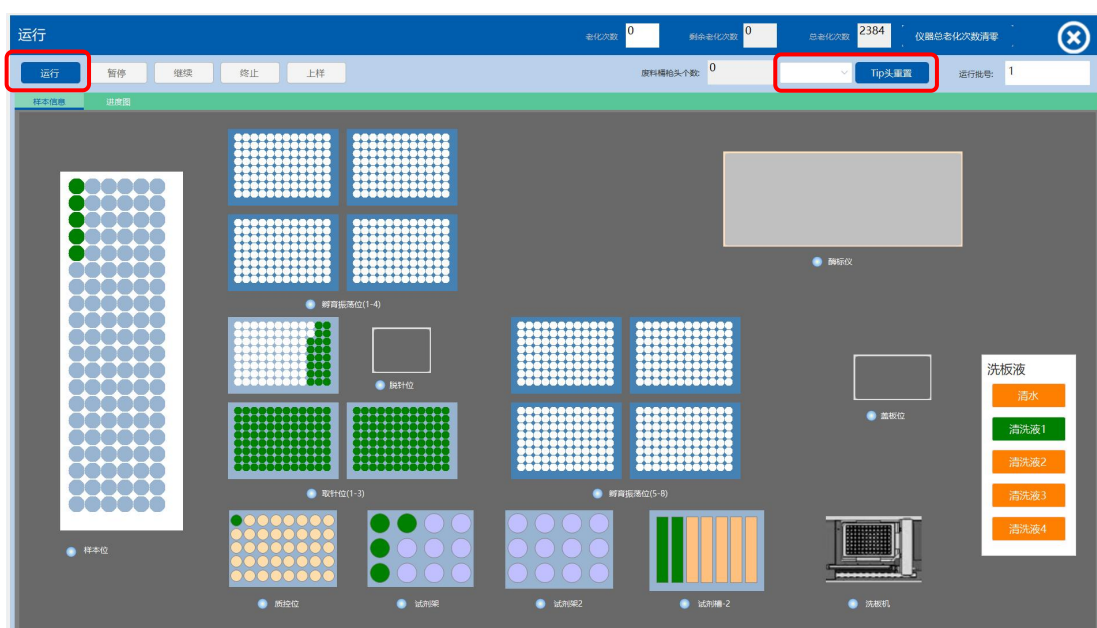 运行
老化次数 0 剩余老化次数 0 总老化次数 2384 仪器总老化次数清零
运行 暂停 继续 终止 上样 废料桶枪头个数: 0 Tip头重置 运行批号: 1
样本信息 进度图
酶标仪
孵育振荡位(1-4)
脱针位
洗板液
清水
盖板位
清洗液1
清洗液2
取针位(1-3) 孵育振荡位(5-8)
清洗液3
清洗液4
样本位
质控位 试剂架 试剂架2 试剂槽-2 洗板机